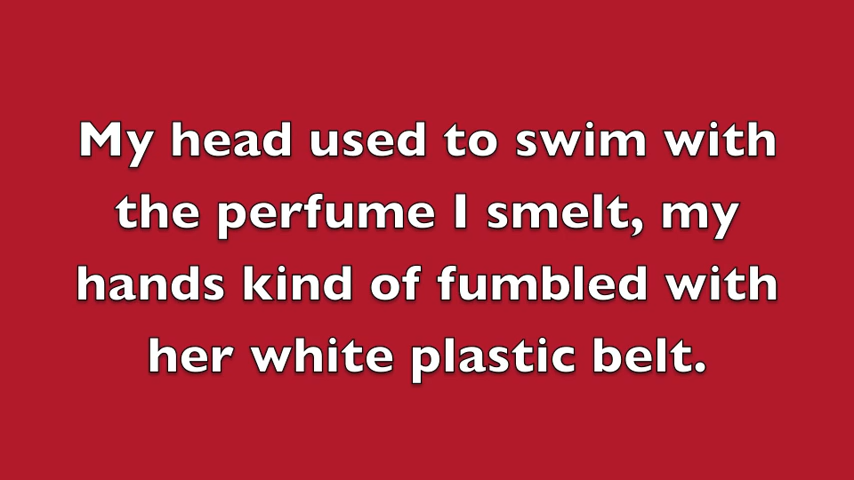 My head used to swim with
the perfume I smelt, my
hands kind of fumbled with
her white plastic belt.